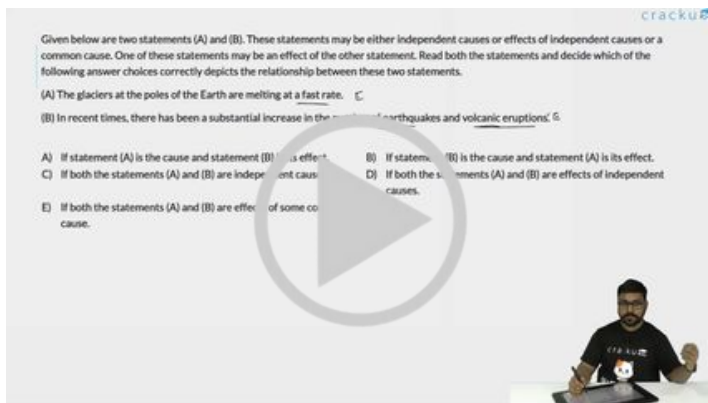 cracku
Given below are two statements (A) and (B). These statements may be either independent causes or effects of independent causes or a
common cause. One of these statements may be an effect of the other statement. Read both the statements and decide which of the
following answer choices correctly depicts the relationship between these two statements.
(A) The glaciers at the poles of the Earth are melting at a fast rate.
(B) In recent times, there has been a substantial increase in the earthquakes and volcanic eruptions.
A) If statement (A) is the cause and statement (B) is its effect. B) If (B) is the cause and statement (A) is its effect.
C) If both the statements (A) and (B) are D) If both the statements (A) and (B) are effects of independent
causes.
E) If both the statements (A) and (B) are of some
cause.
cracku